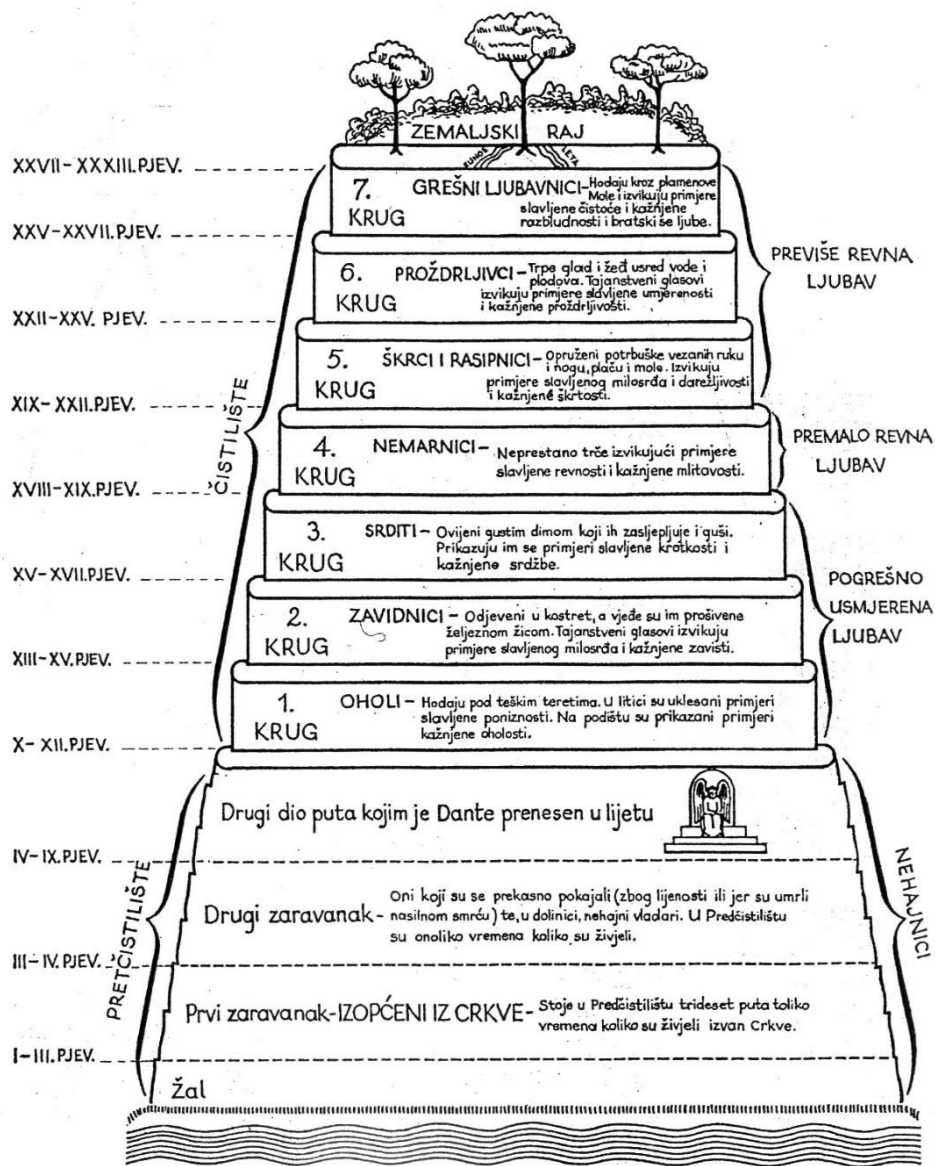 ZEMALJSKI RAJ
EUNOE
LETA
XXVII-XXXIII.PJEV.
7. KRUG
GREŠNI LJUBAVNICI-Hodaju kroz plamenove
Mole i izvikuju primjere
slavljene čistoće i kažnjene
razbludnosti i bratski se ljube.
XXV-XXVII.PJEV.
6. KRUG
PROŽDRLJIVCI - Trpe glad i žeđ usred vode i
plodova. Tajanstveni glasovi
izvikuju primjere slavljene umjerenosti
i kažnjene proždrljivosti.
PREVIŠE REVNA
LJUBAV
XXII-XXV. PJEV.
5. KRUG
ŠKRCI I RASIPNICI - Opruženi potrbuške vezanih ruku
i nogu, plaču i mole. Izvikuju
primjere slavljenog milosrđa i darežljivosti
i kažnjene škrtosti.
XIX-XXII.PJEV.
4. KRUG
NEMARNICI - Neprestano trče izvikujući primjere
slavljene revnosti i kažnjene mlitavosti.
PREMALO REVNA
LJUBAV
ČISTILIŠTE
XVIII-XIX.PJEV.
3. KRUG
SRDITI - Ovijeni gustim dimom koji ih zasljepljuje i guši.
Prikazuju im se primjeri slavljene krotkosti i
kažnjene srdžbe.
XV-XVII.PJEV.
2. KRUG
ZAVIDNICI - Odjeveni u kostret, a vjeđe su im prošivene
željeznom žicom. Tajanstveni glasovi izvikuju
primjere slavljenog milosrđa i kažnjene zavisti.
POGREŠNO
USMJERENA
LJUBAV
XIII-XV.PJEV.
1. KRUG
OHOLI - Hodaju pod teškim teretima. U litici su uklesani primjeri
slavljene poniznosti. Na podištu su prikazani primjeri
kažnjene oholosti.
X-XII.PJEV.
Drugi dio puta kojim je Dante prenesen u lijetu
IV-IX.PJEV.
PRETČISTILIŠTE
NEHAJNICI
Drugi zaravanak - Oni koji su se prekasno pokajali (zbog lijenosti ili jer su umrli
nasilnom smrću) te, u dolinici, nehajni vladari. U Predčistilištu
su onoliko vremena koliko su živjeli.
III-IV.PJEV.
Prvi zaravanak-IZOPĆENI IZ CRKVE - Stoje u Predčistilištu trideset puta toliko
vremena koliko su živjeli izvan Crkve.
I-III.PJEV.
Žal